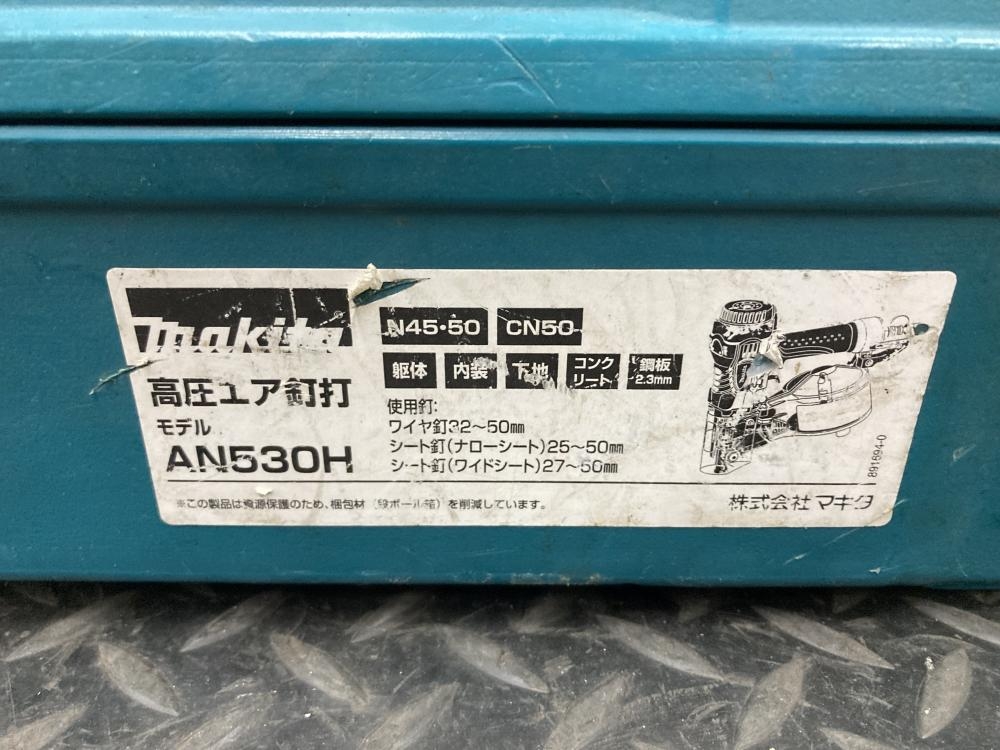 makita
高圧エア釘打
モデル
AN530H
N45・50 CN50
躯体 内装 下地 コンクリート 鋼板 2.3mm
使用釘:
ワイヤ釘32~50mm
シート釘(ナローシート)25~50mm
シート釘(ワイドシート)27~50mm
891694-0
※この製品は資源保護のため、梱包材(段ボール箱)を削減しています。
株式会社 マキタ